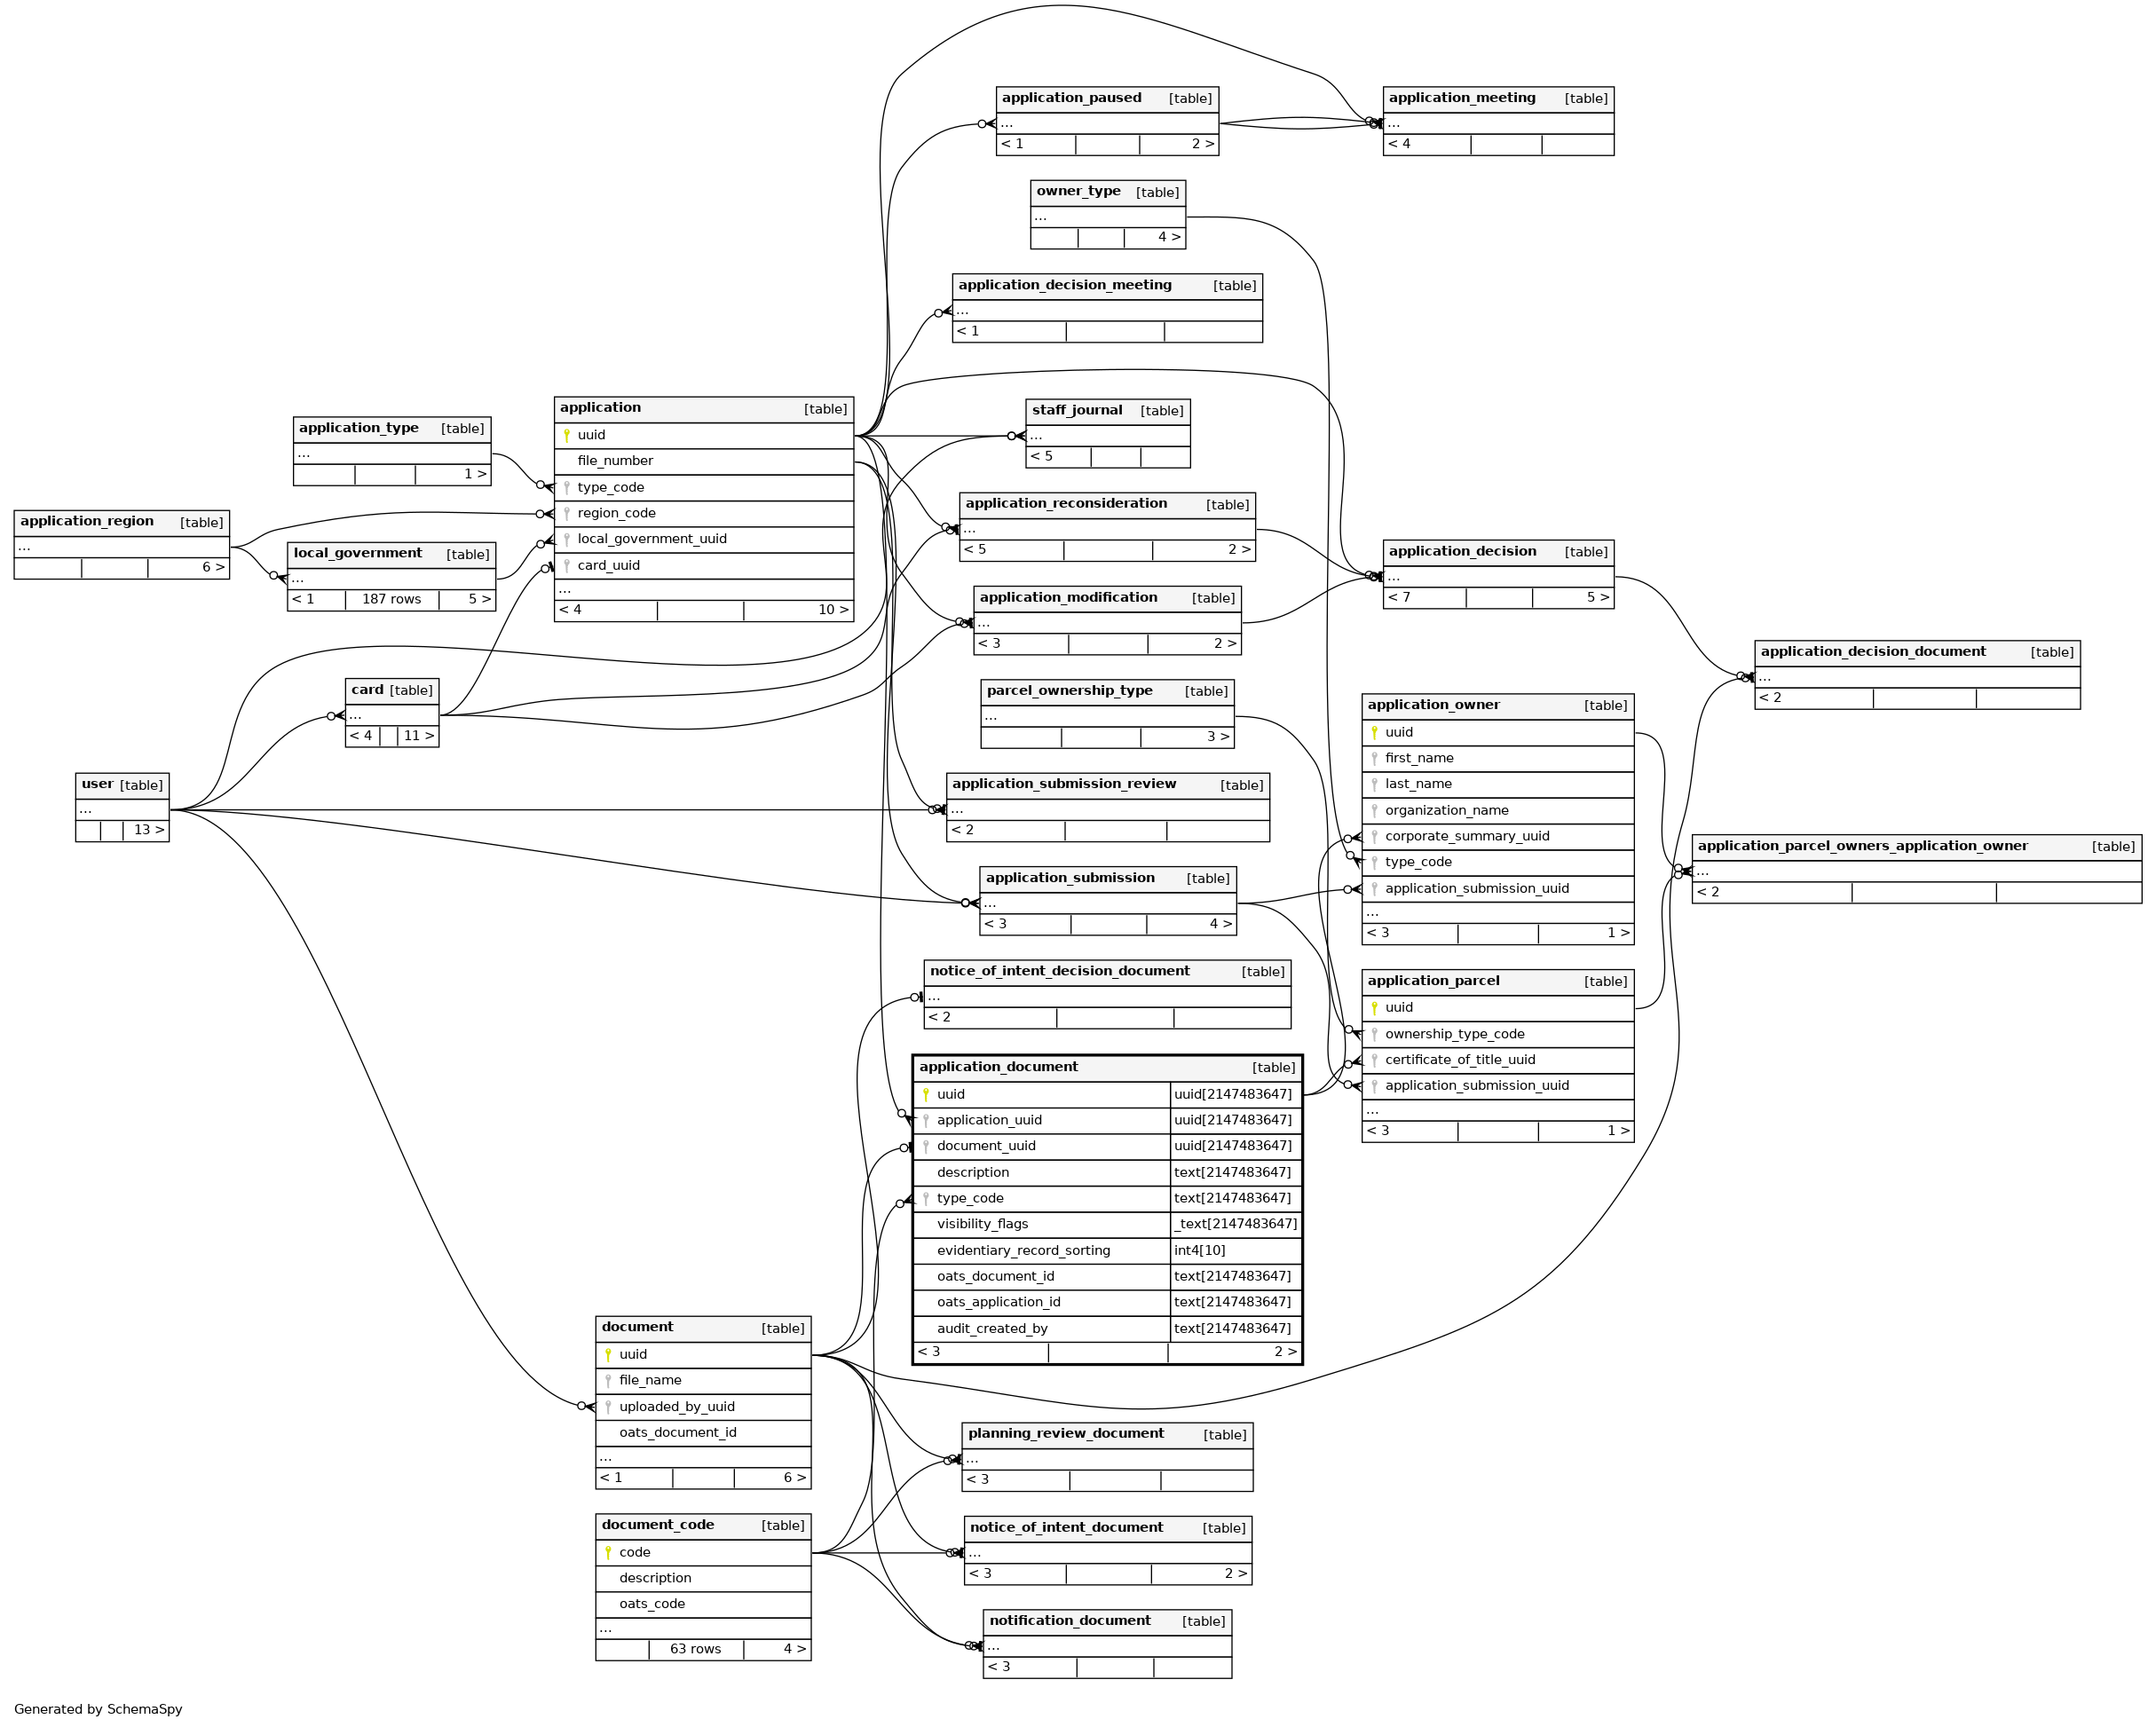 application_paused [table]
...
< 1 2 >
application_meeting [table]
...
< 4
owner_type [table]
...
4 >
application_decision_meeting [table]
...
< 1
application_type [table]
...
1 >
application [table]
uuid
file_number
type_code
region_code
local_government_uuid
card_uuid
...
< 4 10 >
staff_journal [table]
...
< 5
application_region [table]
...
6 >
local_government [table]
...
< 1 187 rows 5 >
application_reconsideration [table]
...
< 5 2 >
application_decision [table]
...
< 7 5 >
application_modification [table]
...
< 3 2 >
application_decision_document [table]
...
< 2
card [table]
...
< 4 11 >
parcel_ownership_type [table]
...
3 >
application_owner [table]
uuid
first_name
last_name
organization_name
corporate_summary_uuid
type_code
application_submission_uuid
...
< 3 1 >
user [table]
...
13 >
application_submission_review [table]
...
< 2
application_parcel_owners_application_owner [table]
...
< 2
application_submission [table]
...
< 3 4 >
notice_of_intent_decision_document [table]
...
< 2
application_parcel [table]
uuid
ownership_type_code
certificate_of_title_uuid
application_submission_uuid
...
< 3 1 >
application_document [table]
uuid uuid[2147483647]
application_uuid uuid[2147483647]
document_uuid uuid[2147483647]
description text[2147483647]
type_code text[2147483647]
visibility_flags _text[2147483647]
evidentiary_record_sorting int4[10]
oats_document_id text[2147483647]
oats_application_id text[2147483647]
audit_created_by text[2147483647]
< 3 2 >
document [table]
uuid
file_name
uploaded_by_uuid
oats_document_id
...
< 1 6 >
planning_review_document [table]
...
< 3
document_code [table]
code
description
oats_code
...
63 rows 4 >
notice_of_intent_document [table]
...
< 3 2 >
notification_document [table]
...
< 3
Generated by SchemaSpy